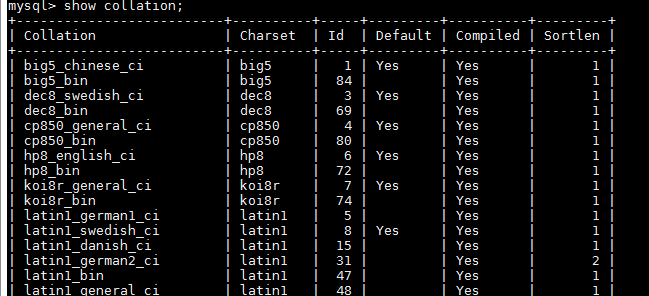 mysql> show collation;
+--------------------------+----------+-----+---------+----------+---------+
| Collation                | Charset  | Id  | Default | Compiled | Sortlen |
+--------------------------+----------+-----+---------+----------+---------+
| big5_chinese_ci          | big5     |   1 | Yes     | Yes      |       1 |
| big5_bin                 | big5     |  84 |         | Yes      |       1 |
| dec8_swedish_ci          | dec8     |   3 | Yes     | Yes      |       1 |
| dec8_bin                 | dec8     |  69 |         | Yes      |       1 |
| cp850_general_ci         | cp850    |   4 | Yes     | Yes      |       1 |
| cp850_bin                | cp850    |  80 |         | Yes      |       1 |
| hp8_english_ci           | hp8      |   6 | Yes     | Yes      |       1 |
| hp8_bin                  | hp8      |  72 |         | Yes      |       1 |
| koi8r_general_ci         | koi8r    |   7 | Yes     | Yes      |       1 |
| koi8r_bin                | koi8r    |  74 |         | Yes      |       1 |
| latin1_german1_ci        | latin1   |   5 |         | Yes      |       1 |
| latin1_swedish_ci        | latin1   |   8 | Yes     | Yes      |       1 |
| latin1_danish_ci         | latin1   |  15 |         | Yes      |       1 |
| latin1_german2_ci        | latin1   |  31 |         | Yes      |       2 |
| latin1_bin               | latin1   |  47 |         | Yes      |       1 |
| latin1_general_ci        | latin1   |  48 |         | Yes      |       1 |